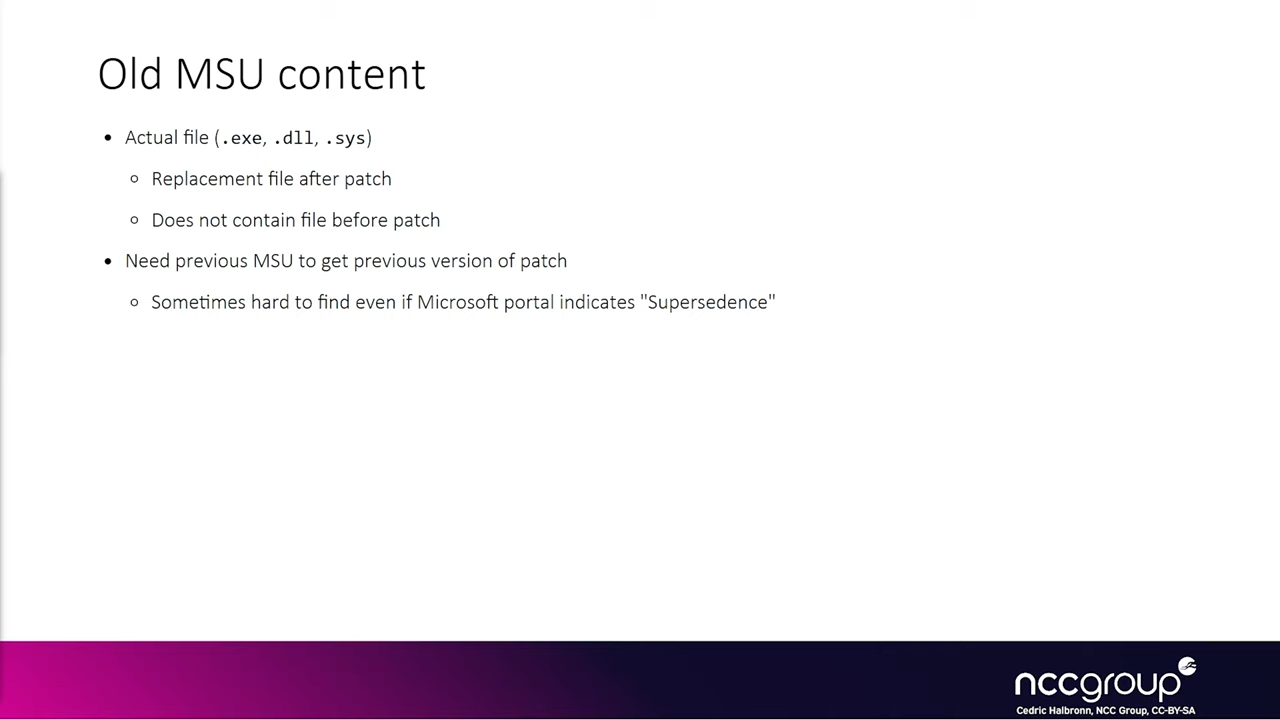 Old MSU content
• Actual file (.exe, .dll, .sys)
◦ Replacement file after patch
◦ Does not contain file before patch
• Need previous MSU to get previous version of patch
◦ Sometimes hard to find even if Microsoft portal indicates "Supersedence"
nccgroup
Cedric Halbronn, NCC Group, CC-BY-SA